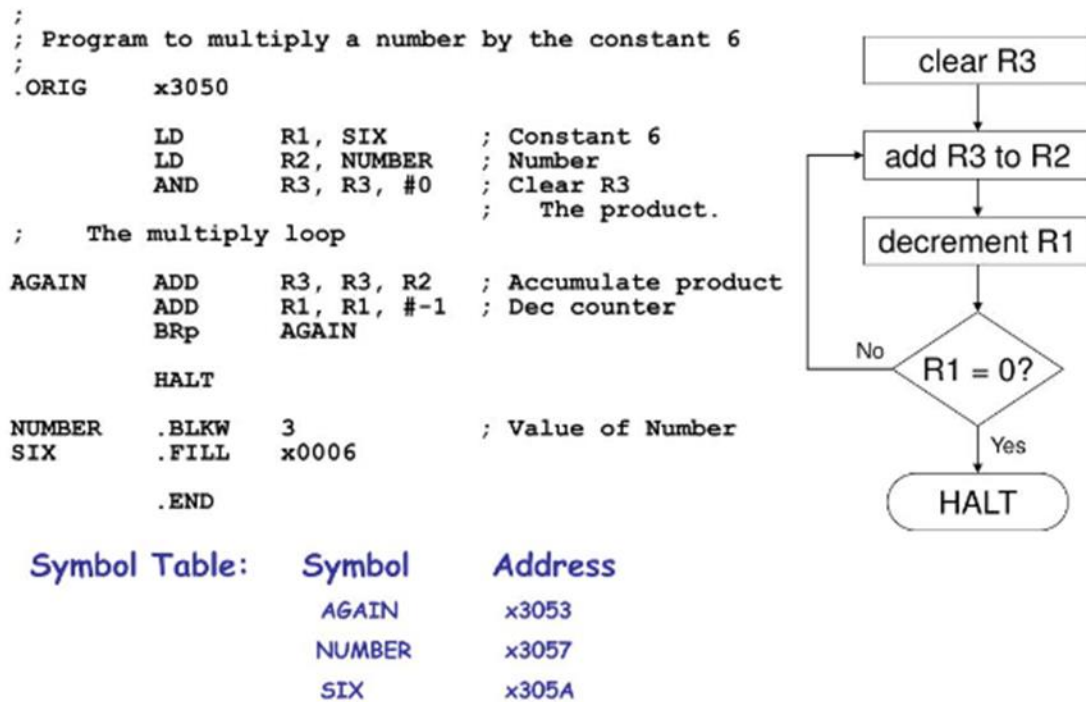 ;
; Program to multiply a number by the constant 6
;
.ORIG x3050
LD R1, SIX ; Constant 6
LD R2, NUMBER ; Number
AND R3, R3, #0 ; Clear R3
; The product.
; The multiply loop
AGAIN ADD R3, R3, R2 ; Accumulate product
ADD R1, R1, #-1 ; Dec counter
BRp AGAIN
HALT
NUMBER .BLKW 3 ; Value of Number
SIX .FILL x0006
.END
clear R3
add R3 to R2
decrement R1
No
R1 = 0?
Yes
HALT
Symbol Table: Symbol Address
AGAIN x3053
NUMBER x3057
SIX x305A